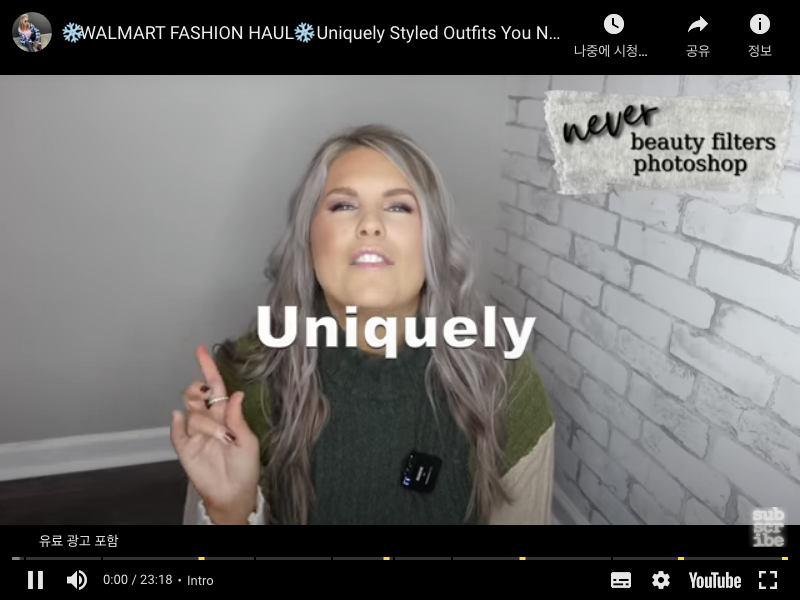 ❄WALMART FASHION HAUL❄Uniquely Styled Outfits You N...
나중에 시청...
공유
정보
never
beauty filters
photoshop
Uniquely
sub
scr
ibe
유료 광고 포함
0:00 / 23:18 • Intro
YouTube